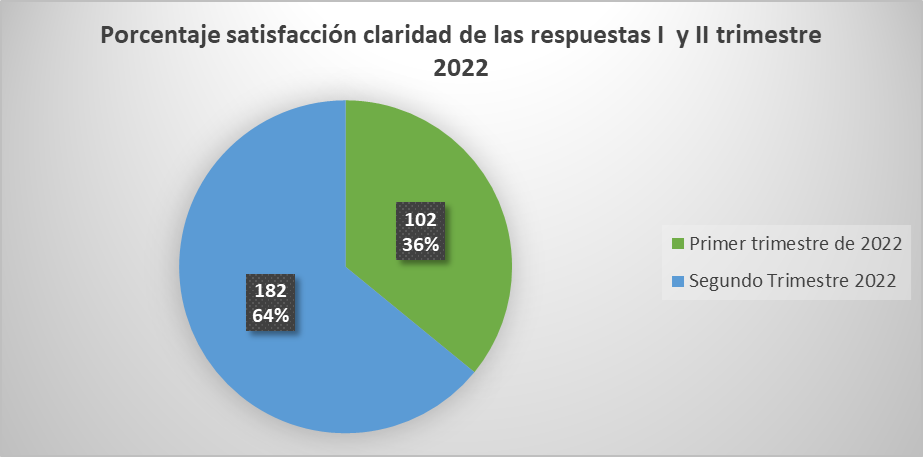 Porcentaje satisfacción claridad de las respuestas I  y II trimestre
2022
102
36%
182
64%
Primer trimestre de 2022
Segundo Trimestre 2022